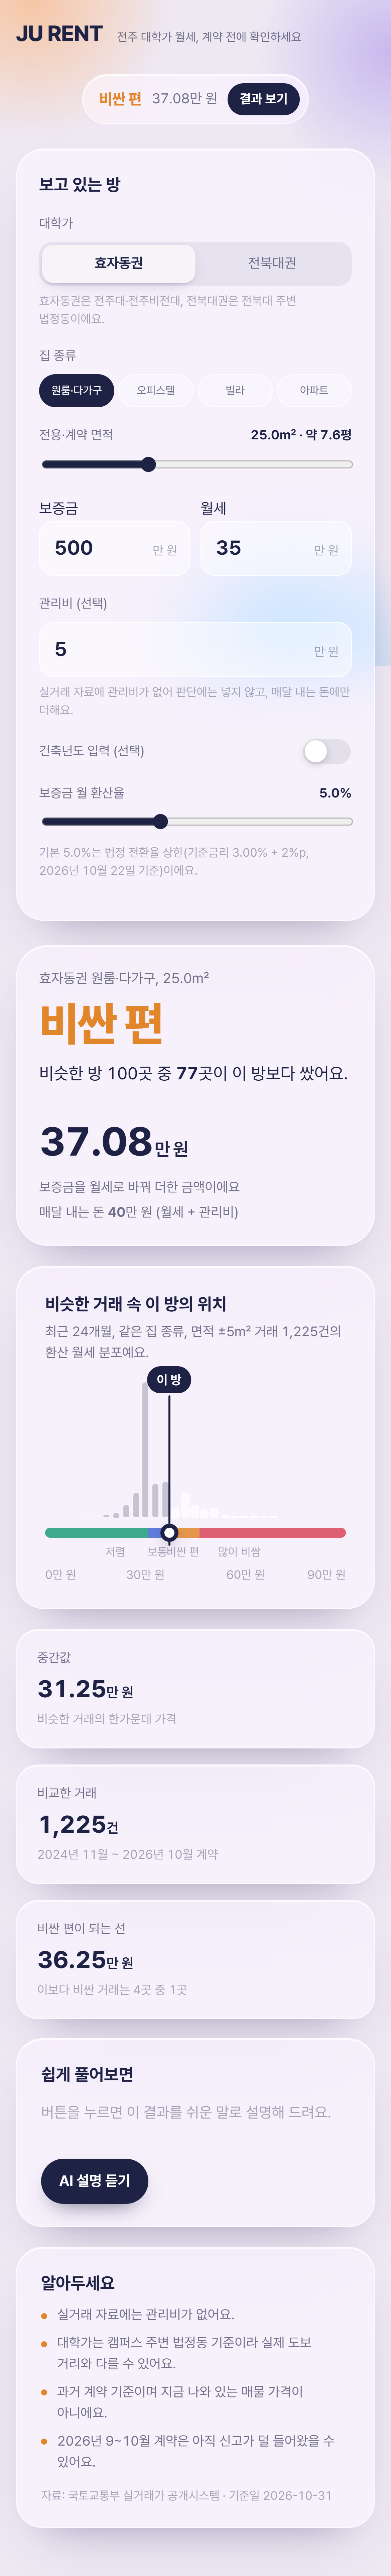 JU RENT 전주 대학가 월세, 계약 전에 확인하세요
비싼 편 37.08만 원 결과 보기
보고 있는 방
대학가
효자동권 전북대권
효자동권은 전주대·전주비전대, 전북대권은 전북대 주변
법정동이에요.
집 종류
원룸·다가구 오피스텔 빌라 아파트
전용·계약 면적 25.0m² · 약 7.6평
보증금 월세
500 만 원 35 만 원
관리비 (선택)
5 만 원
실거래 자료에 관리비가 없어 판단에는 넣지 않고, 매달 내는 돈에만
더해요.
건축년도 입력 (선택)
보증금 월 환산율 5.0%
기본 5.0%는 법정 전환율 상한(기준금리 3.00% + 2%p,
2026년 10월 22일 기준)이에요.
효자동권 원룸·다가구, 25.0m²
비싼 편
비슷한 방 100곳 중 77곳이 이 방보다 쌌어요.
37.08만 원
보증금을 월세로 바꿔 더한 금액이에요
매달 내는 돈 40만 원 (월세 + 관리비)
비슷한 거래 속 이 방의 위치
최근 24개월, 같은 집 종류, 면적 ±5m² 거래 1,225건의
환산 월세 분포예요.
이 방
저렴 보통 비싼 편 많이 비쌈
0만 원 30만 원 60만 원 90만 원
중간값
31.25만 원
비슷한 거래의 한가운데 가격
비교한 거래
1,225건
2024년 11월 ~ 2026년 10월 계약
비싼 편이 되는 선
36.25만 원
이보다 비싼 거래는 4곳 중 1곳
쉽게 풀어보면
버튼을 누르면 이 결과를 쉬운 말로 설명해 드려요.
AI 설명 듣기
알아두세요
실거래 자료에는 관리비가 없어요.
대학가는 캠퍼스 주변 법정동 기준이라 실제 도보
거리와 다를 수 있어요.
과거 계약 기준이며 지금 나와 있는 매물 가격이
아니에요.
2026년 9~10월 계약은 아직 신고가 덜 들어왔을 수
있어요.
자료: 국토교통부 실거래가 공개시스템 · 기준일 2026-10-31